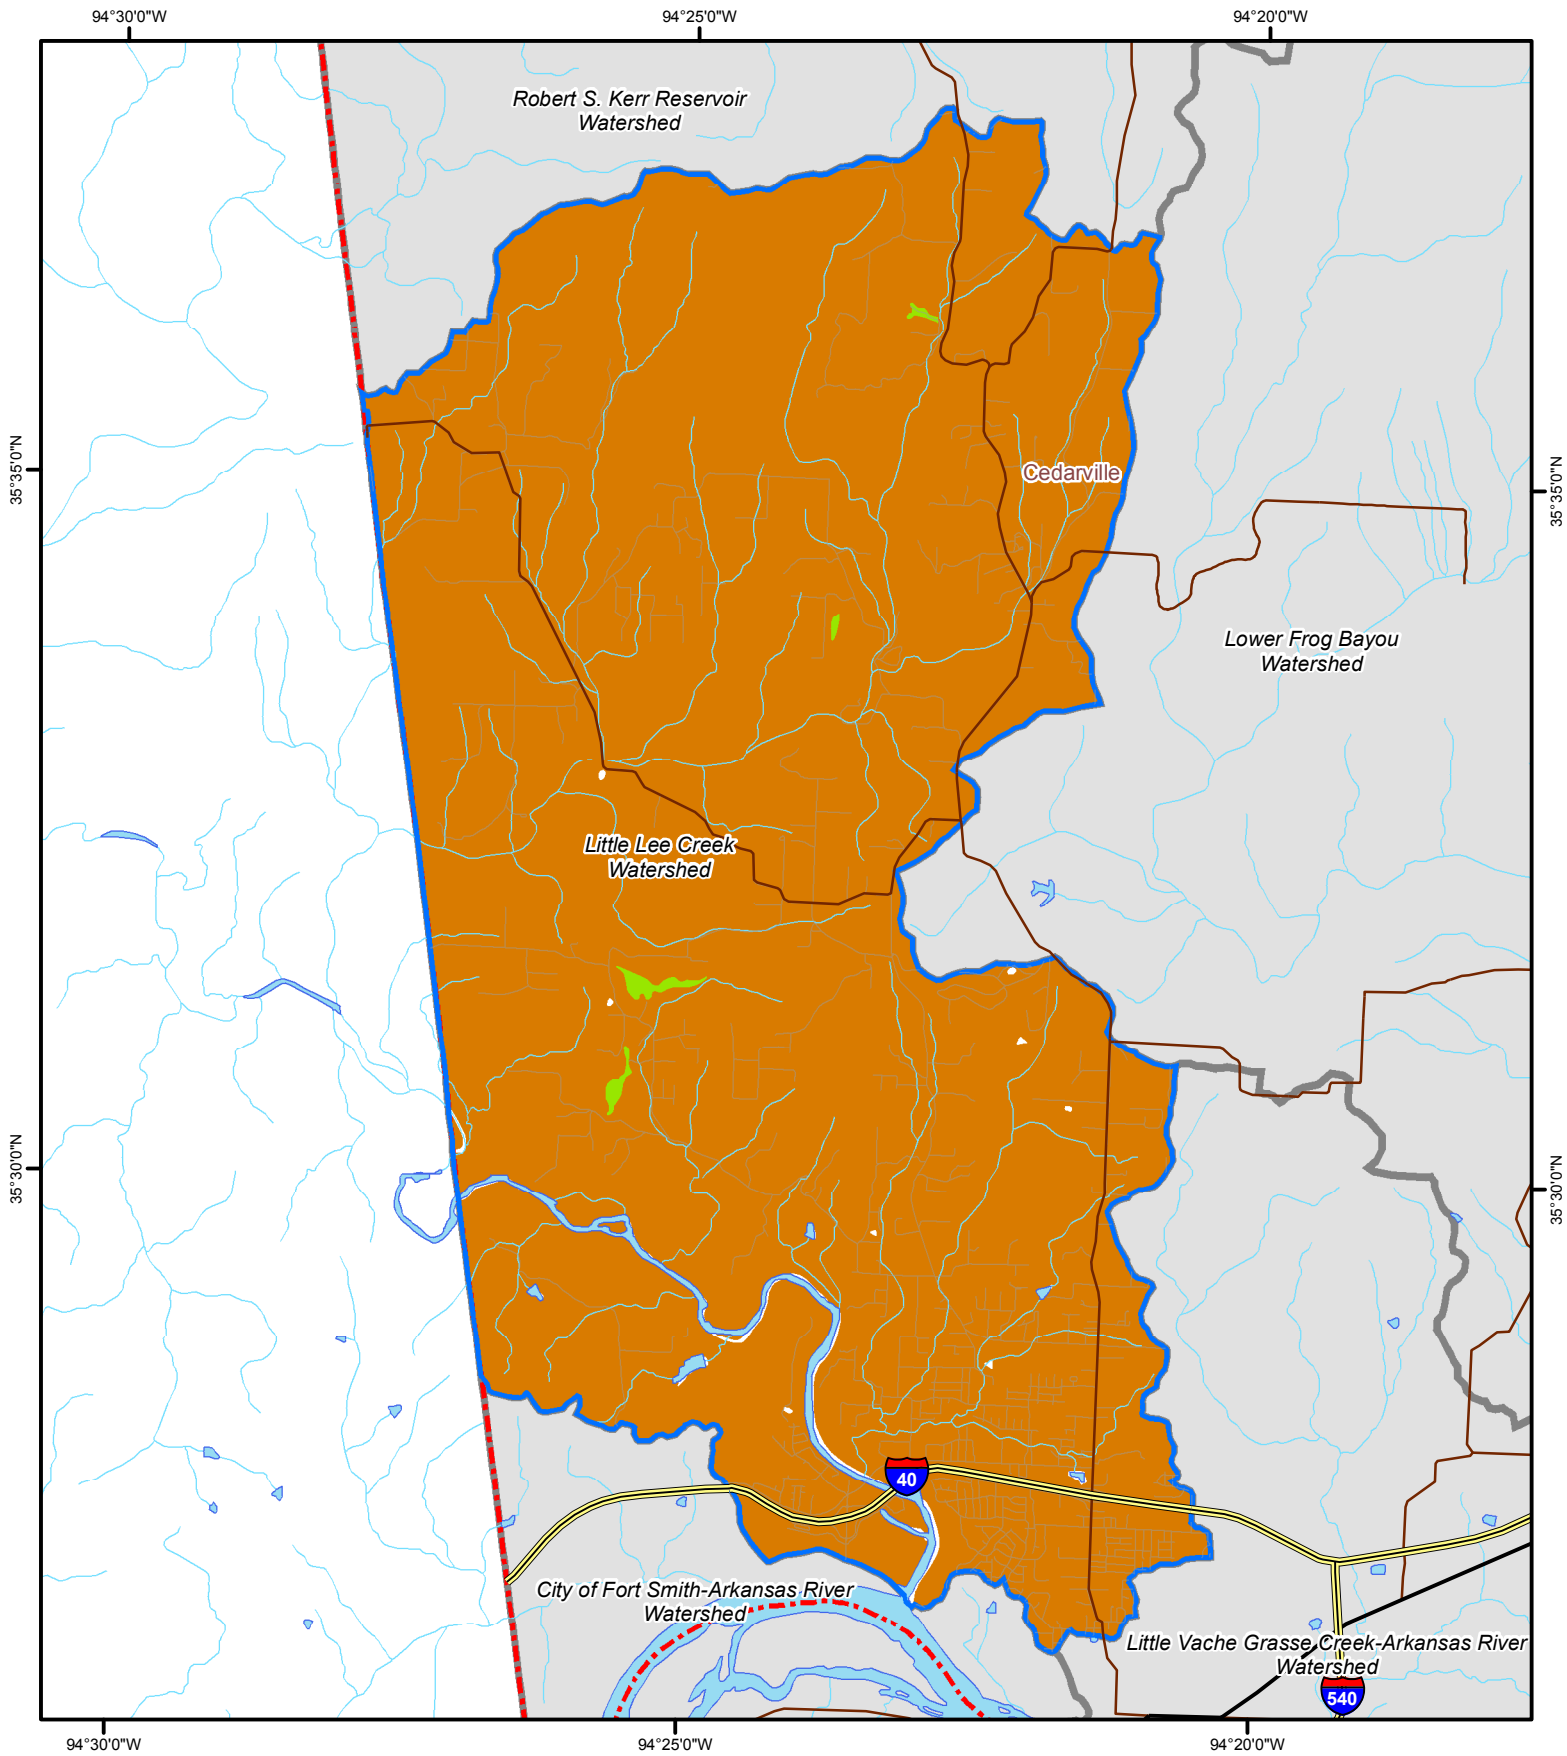 94°30'0"W
94°25'0"W
94°20'0"W
Robert S. Kerr Reservoir
Watershed
35°35'0"N
35°35'0"N
Cedarville
Lower Frog Bayou
Watershed
Little Lee Creek
Watershed
35°30'0"N
35°30'0"N
40
City of Fort Smith-Arkansas River
Watershed
Little Vache Grasse Creek-Arkansas River
Watershed
540
94°30'0"W
94°25'0"W
94°20'0"W